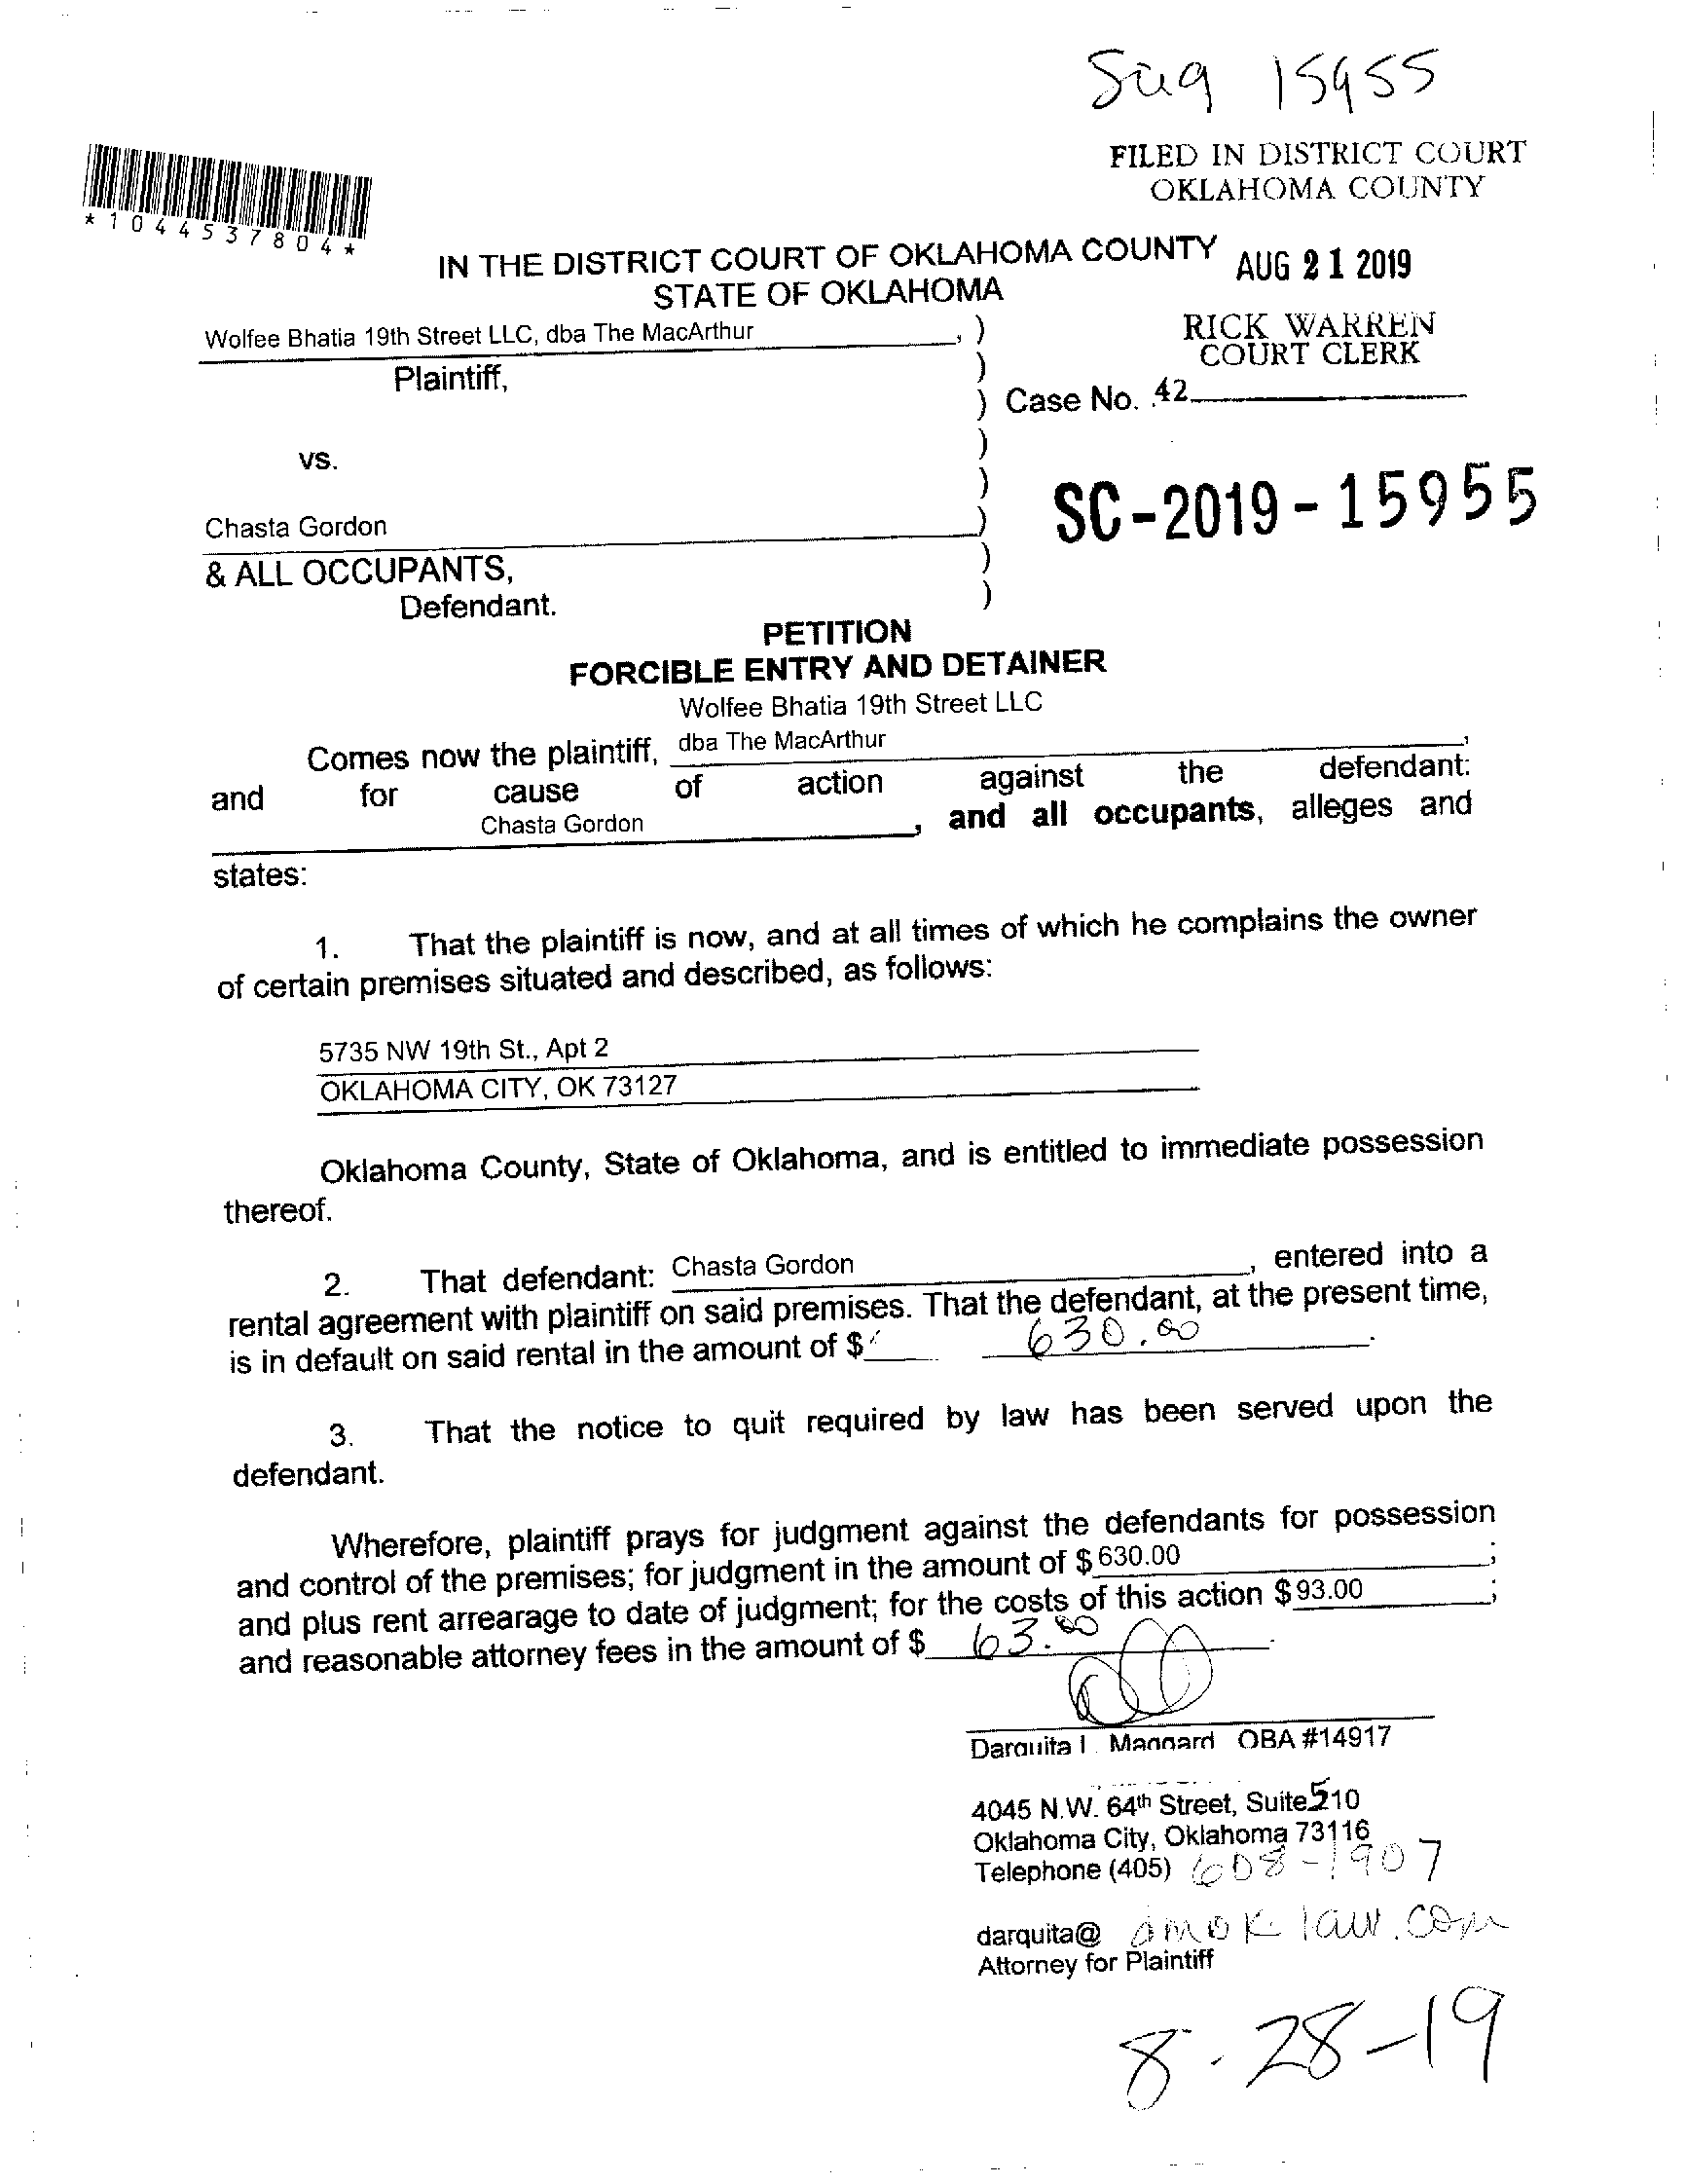 FILED IN DISTRICT COURT
OKLAHOMA COUNTY
*1044537804*
IN THE DISTRICT COURT OF OKLAHOMA COUNTY
STATE OF OKLAHOMA
AUG 21 2019
RICK WARREN
COURT CLERK
Wolfee Bhatia 19th Street LLC, dba The MacArthur, )
Plaintiff, )
) Case No. 42.
vs. )
) SC-2019-15955
Chasta Gordon )
& ALL OCCUPANTS, )
Defendant. )
PETITION
FORCIBLE ENTRY AND DETAINER
Wolfee Bhatia 19th Street LLC
Comes now the plaintiff, dba The MacArthur,
and for cause of action against the defendant:
Chasta Gordon, and all occupants, alleges and
states:
1. That the plaintiff is now, and at all times of which he complains the owner
of certain premises situated and described, as follows:
5735 NW 19th St., Apt 2
OKLAHOMA CITY, OK 73127
Oklahoma County, State of Oklahoma, and is entitled to immediate possession
thereof.
2. That defendant: Chasta Gordon, entered into a
rental agreement with plaintiff on said premises. That the defendant, at the present time,
is in default on said rental in the amount of $ 630.00.
3. That the notice to quit required by law has been served upon the
defendant.
Wherefore, plaintiff prays for judgment against the defendants for possession
and control of the premises; for judgment in the amount of $630.00;
and plus rent arrearage to date of judgment; for the costs of this action $93.00;
and reasonable attorney fees in the amount of $ 63.00.
OBA #14917
4045 N.W. 64th Street, Suite 510
Oklahoma City, Oklahoma 73116
Telephone (405) 608-1907
darquita@ dmoklaw.com
Attorney for Plaintiff
8-28-19